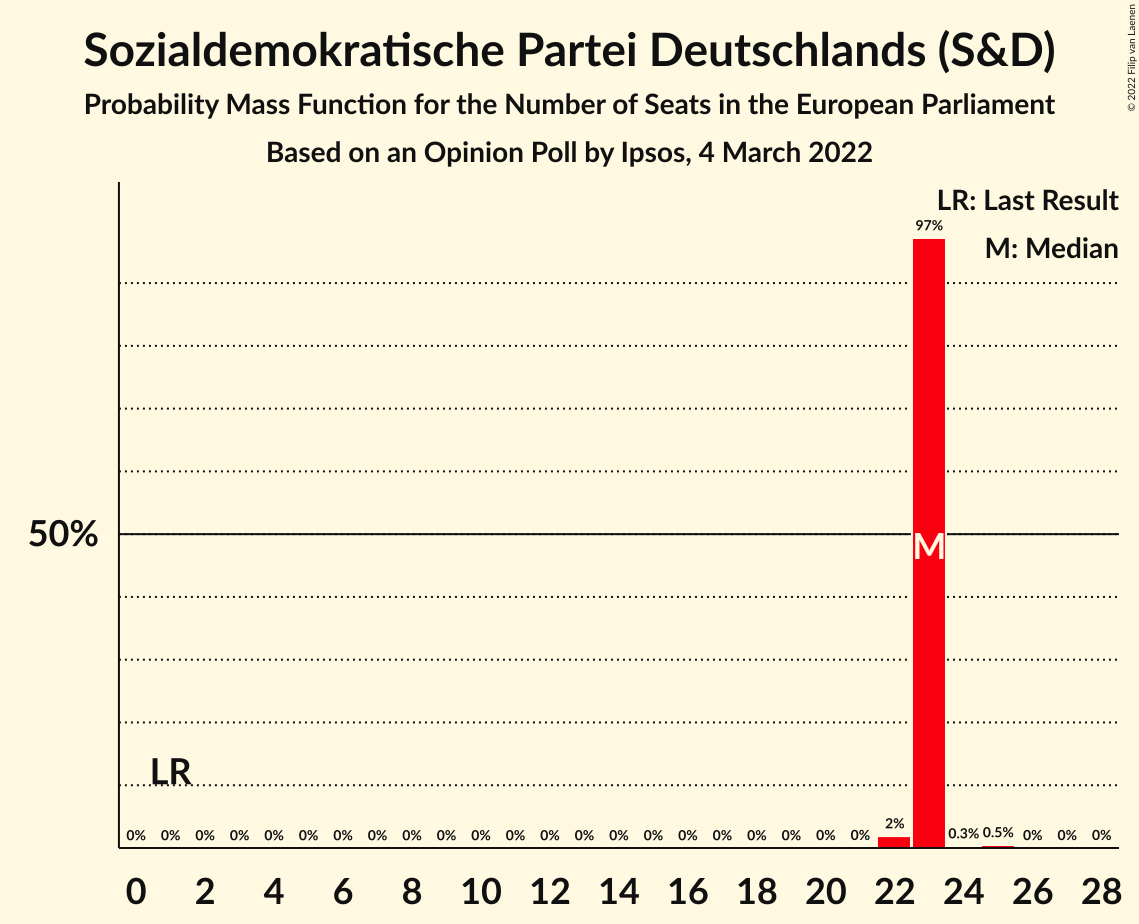 Sozialdemokratische Partei Deutschlands (S&D)
Probability Mass Function for the Number of Seats in the European Parliament
Based on an Opinion Poll by Ipsos, 4 March 2022
© 2022 Filip van Laenen
LR: Last Result
M: Median
97%
50%
M
LR
0% 0% 0% 0% 0% 0% 0% 0% 0% 0% 0% 0% 0% 0% 0% 0% 0% 0% 0% 0% 0% 0% 2% 0.3% 0.5% 0% 0% 0%
0 2 4 6 8 10 12 14 16 18 20 22 24 26 28